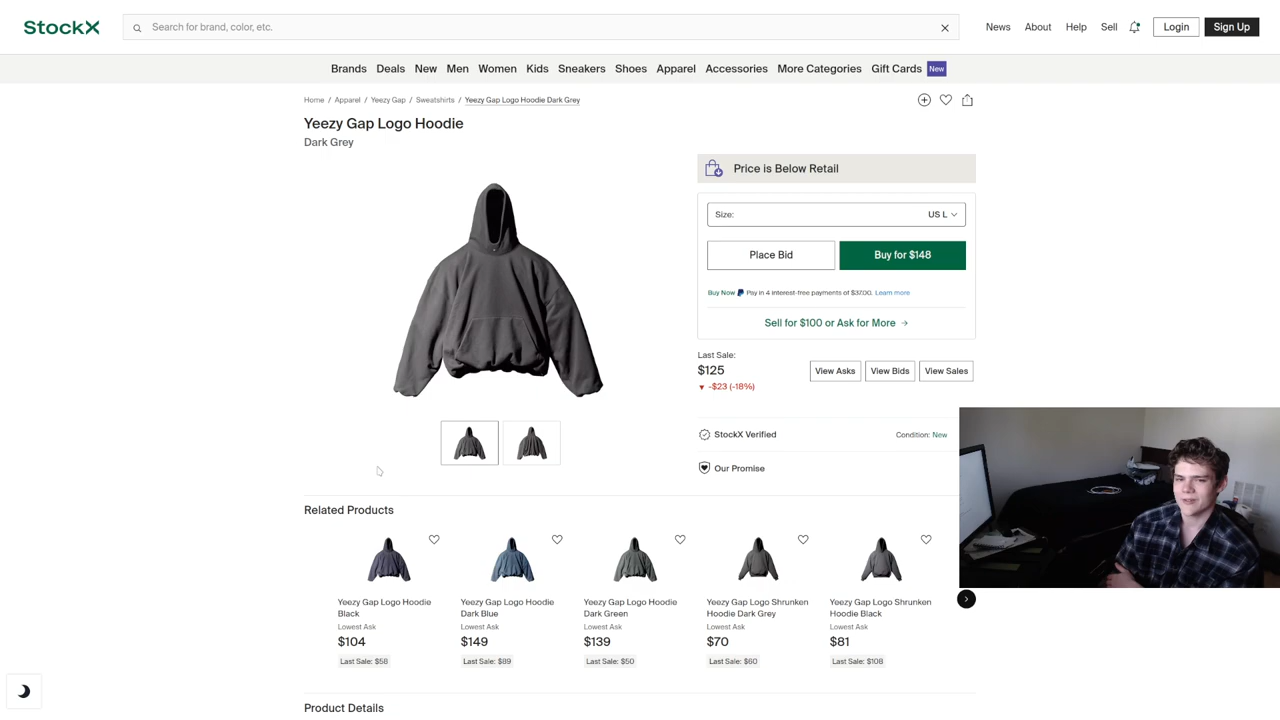 StockX
Search for brand, color, etc.
News About Help Sell Login Sign Up
Brands Deals New Men Women Kids Sneakers Shoes Apparel Accessories More Categories Gift Cards New
Home / Apparel / Yeezy Gap / Sweatshirts / Yeezy Gap Logo Hoodie Dark Grey
Yeezy Gap Logo Hoodie
Dark Grey
Price is Below Retail
Size: US L
Place Bid Buy for $148
Buy Now Pay in 4 interest-free payments of $37.00. Learn more
Sell for $100 or Ask for More
Last Sale:
$125
-$23 (-18%)
View Asks View Bids View Sales
StockX Verified Condition: New
Our Promise
Related Products
Yeezy Gap Logo Hoodie
Black
Lowest Ask
$104
Last Sale: $58
Yeezy Gap Logo Hoodie
Dark Blue
Lowest Ask
$149
Last Sale: $89
Yeezy Gap Logo Hoodie
Dark Green
Lowest Ask
$139
Last Sale: $50
Yeezy Gap Logo Shrunken
Hoodie Dark Grey
Lowest Ask
$70
Last Sale: $60
Yeezy Gap Logo Shrunken
Hoodie Black
Lowest Ask
$81
Last Sale: $108
Product Details